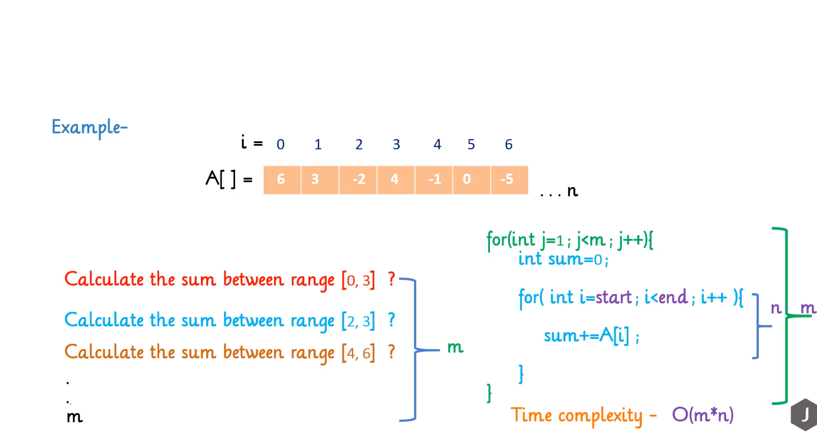 Example-
i = 0 1 2 3 4 5 6
A[ ] = 6 3 -2 4 -1 0 -5 . . . n
Calculate the sum between range [0, 3] ?
Calculate the sum between range [2, 3] ?
Calculate the sum between range [4, 6] ?
.
.
m
m
for(int j=1 ; j<m ; j++){
int sum=0;
for( int i=start ; i<end ; i++ ){
sum+=A[i] ;
}
}
n m
Time complexity - O(m*n)
J